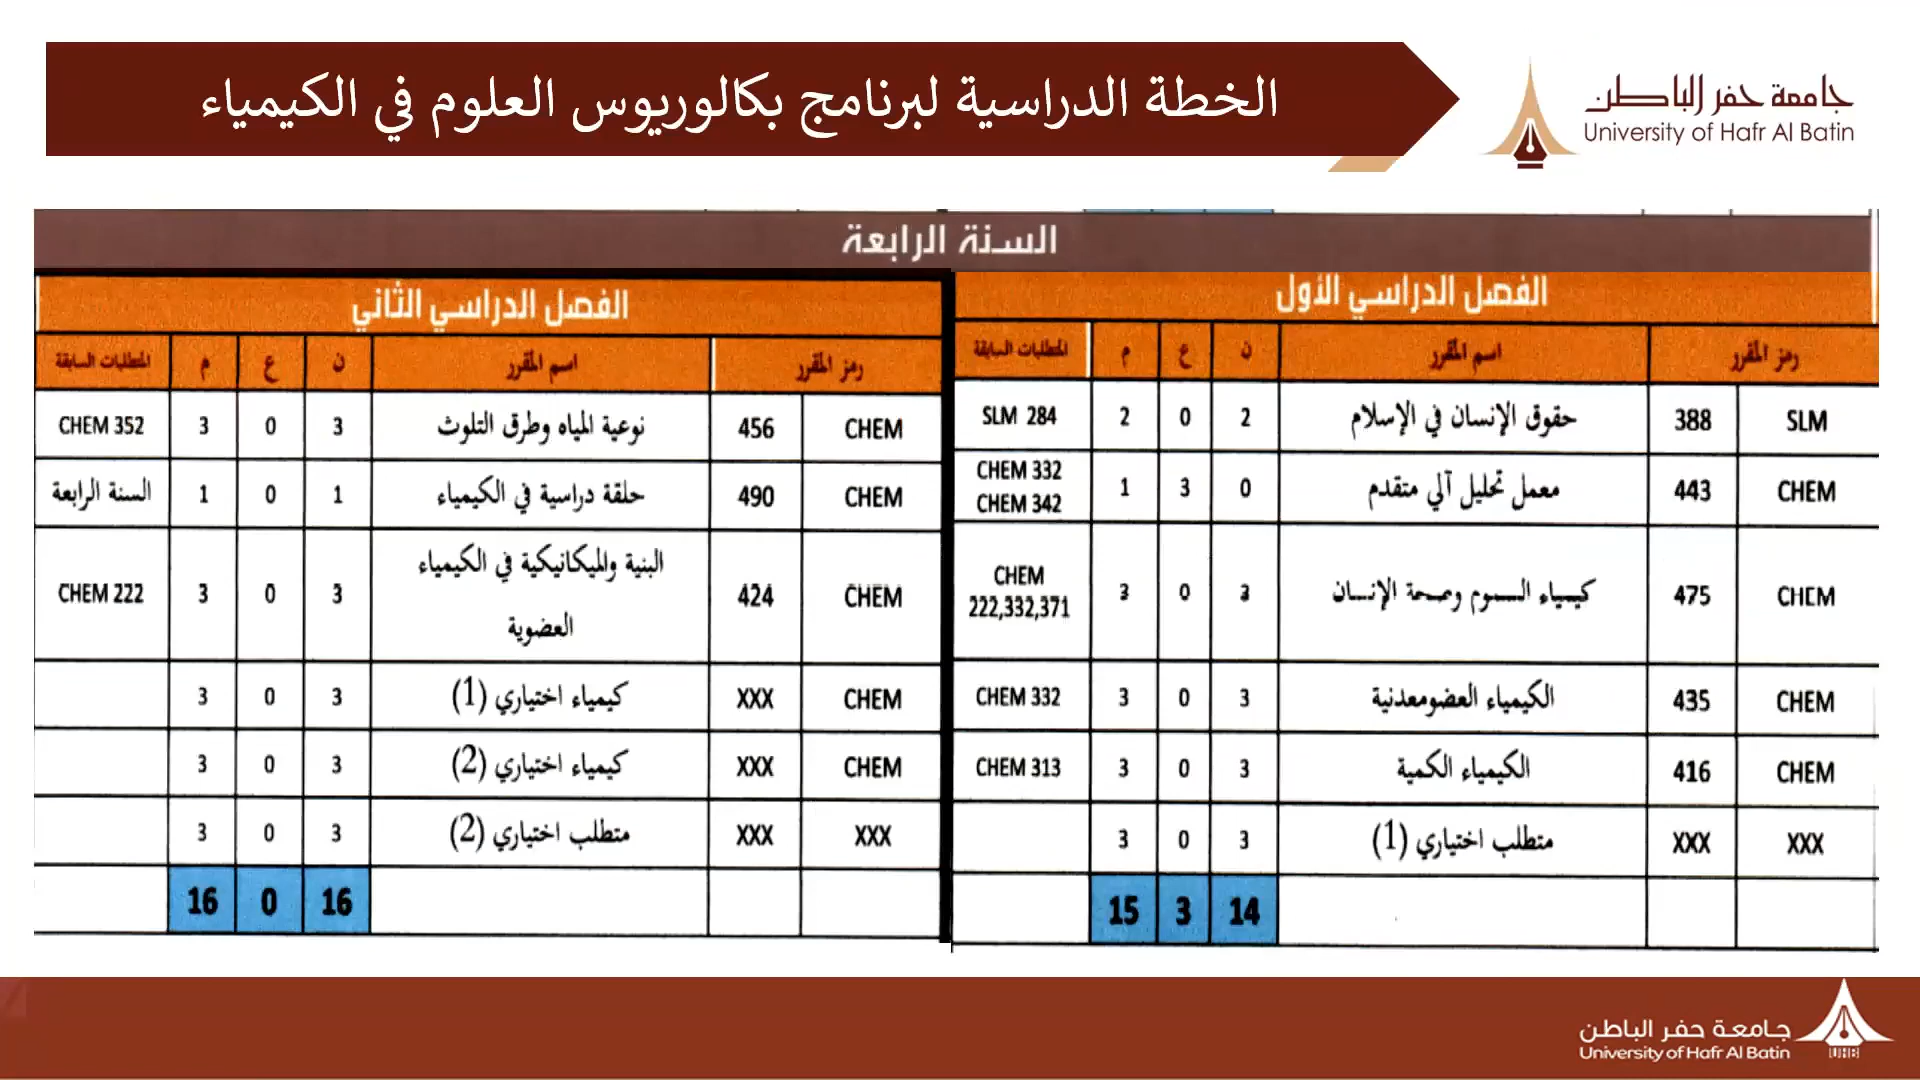 الخطة الدراسية لبرنامج بكالوريوس العلوم في الكيمياء
جامعة حفر الباطن
University of Hafr Al Batin
السنة الرابعة
الفصل الدراسي الأول
رمز المقرر اسم المقرر ن ع م المتطلبات السابقة
SLM 388 حقوق الإنسان في الإسلام 2 0 2 SLM 284
CHEM 443 معمل تحليل آلي متقدم 0 3 1 CHEM 332
CHEM 342
CHEM 475 كيمياء السموم وصحة الإنسان 3 0 3 CHEM
222,332,371
CHEM 435 الكيمياء العضومعدنية 3 0 3 CHEM 332
CHEM 416 الكيمياء الكمية 3 0 3 CHEM 313
XXX XXX متطلب اختياري (1) 3 0 3
14 3 15
الفصل الدراسي الثاني
رمز المقرر اسم المقرر ن ع م المتطلبات السابقة
CHEM 456 نوعية المياه وطرق التلوث 3 0 3 CHEM 352
CHEM 490 حلقة دراسية في الكيمياء 1 0 1 السنة الرابعة
CHEM 424 البنية والميكانيكية في الكيمياء
العضوية 3 0 3 CHEM 222
CHEM XXX كيمياء اختياري (1) 3 0 3
CHEM XXX كيمياء اختياري (2) 3 0 3
XXX XXX متطلب اختياري (2) 3 0 3
16 0 16
جامعة حفر الباطن
University of Hafr Al Batin